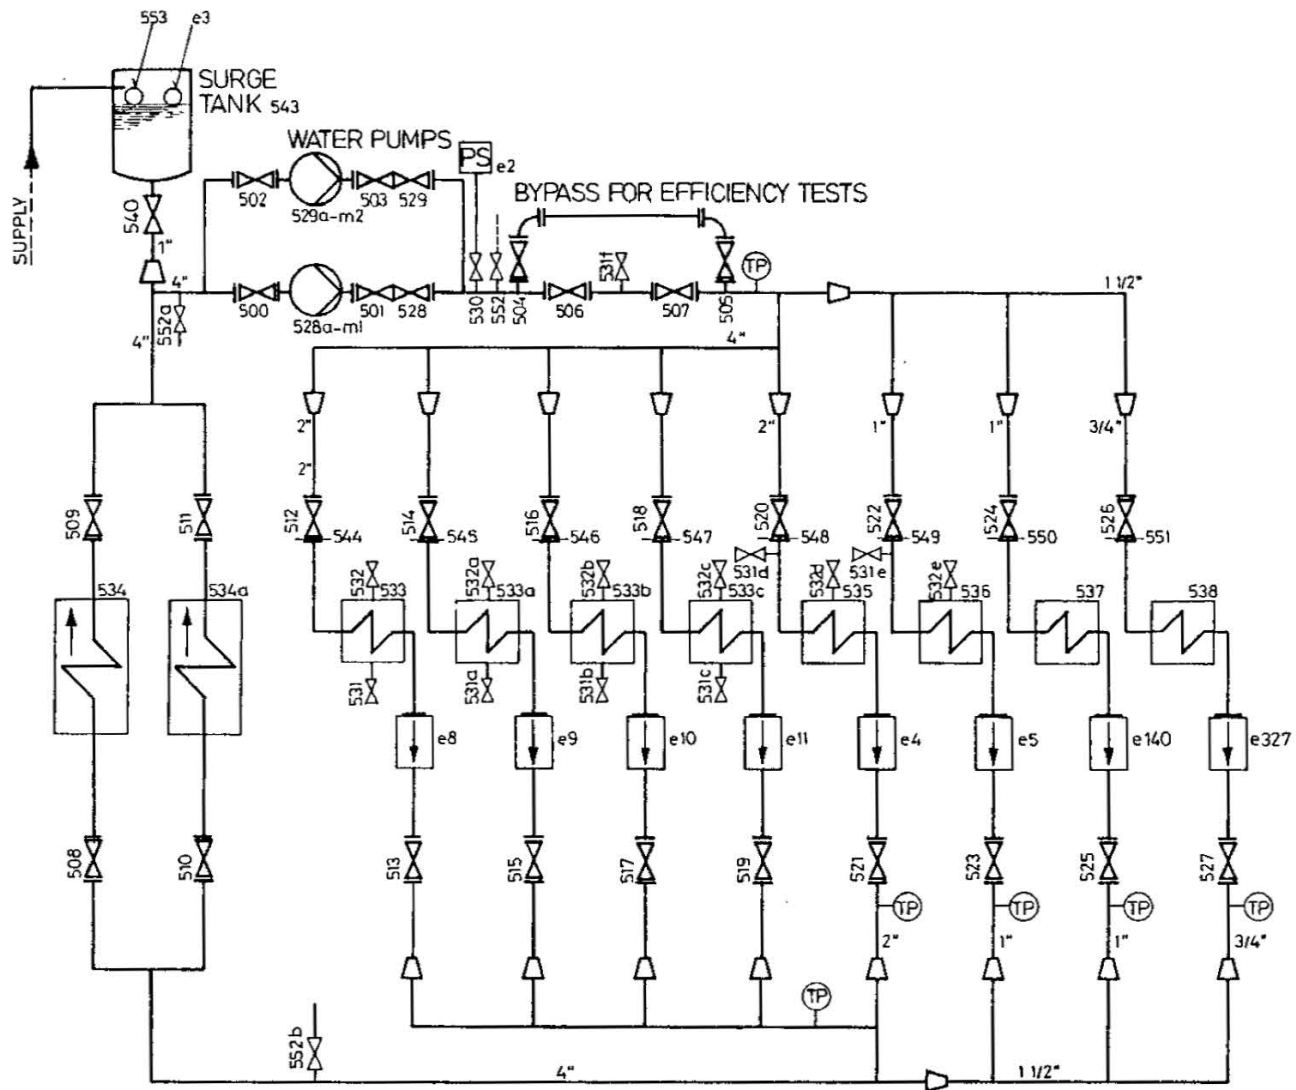 553 e3
SURGE
TANK 543
SUPPLY
540
1"
4"
552a
4"
WATER PUMPS
502
529a-m2
503 529
500
528a-m1
501 528
PS e2
530
552
504
BYPASS FOR EFFICIENCY TESTS
506
531f
507
505
TP
1 1/2"
4"
2"
2"
2"
1"
1"
3/4"
509
511
512
544
514
545
516
546
518
547
520
548
522
549
524
550
526
551
531d
531e
534
534a
532
533
532a
533a
532b
533b
532c
533c
532d
535
532e
536
537
538
531
531a
531b
531c
e8
e9
e10
e11
e4
e5
e140
e327
508
510
513
515
517
519
521
523
525
527
TP
TP
TP
TP
2"
1"
1"
3/4"
TP
552b
4"
1 1/2"